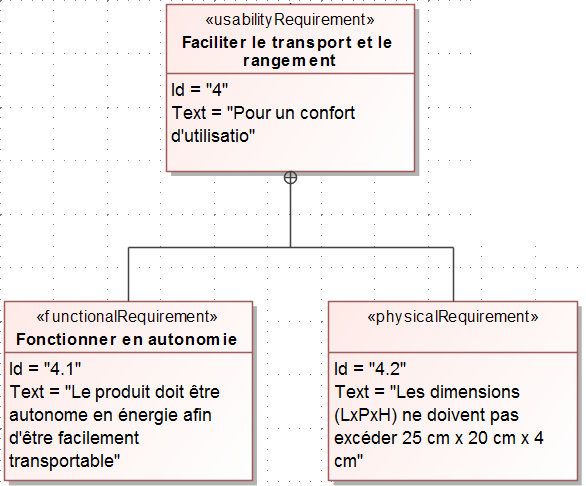 «usabilityRequirement»
Faciliter le transport et le
rangement
Id = "4"
Text = "Pour un confort
d'utilisatio"
«functionalRequirement»
Fonctionner en autonomie
Id = "4.1"
Text = "Le produit doit être
autonome en énergie afin
d'être facilement
transportable"
«physicalRequirement»
Id = "4.2"
Text = "Les dimensions
(LxPxH) ne doivent pas
excéder 25 cm x 20 cm x 4
cm"